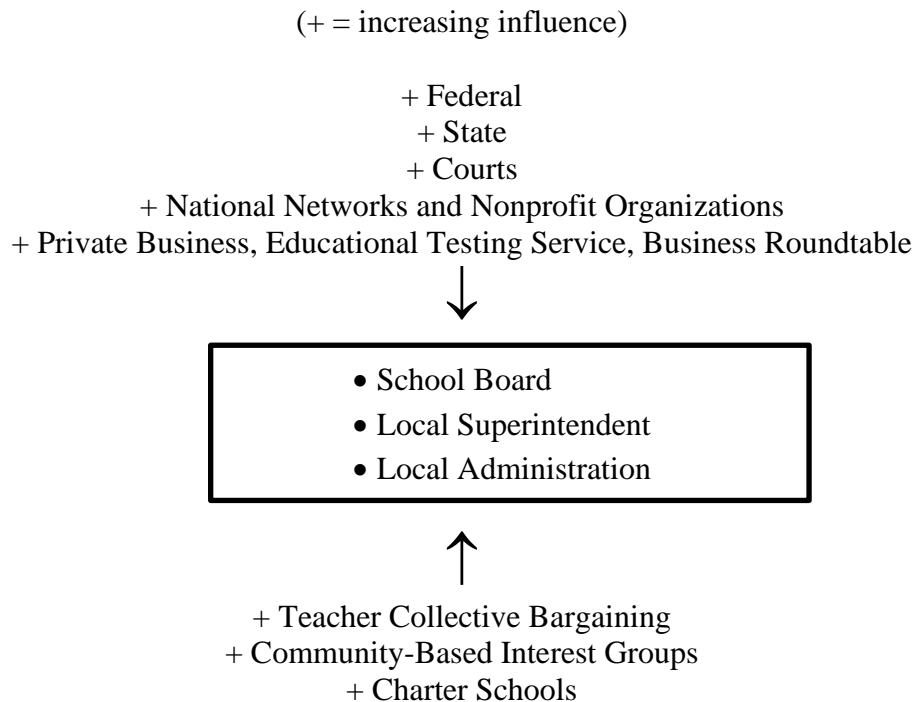 (+ = increasing influence)
+ Federal
+ State
+ Courts
+ National Networks and Nonprofit Organizations
+ Private Business, Educational Testing Service, Business Roundtable
• School Board
• Local Superintendent
• Local Administration
+ Teacher Collective Bargaining
+ Community-Based Interest Groups
+ Charter Schools